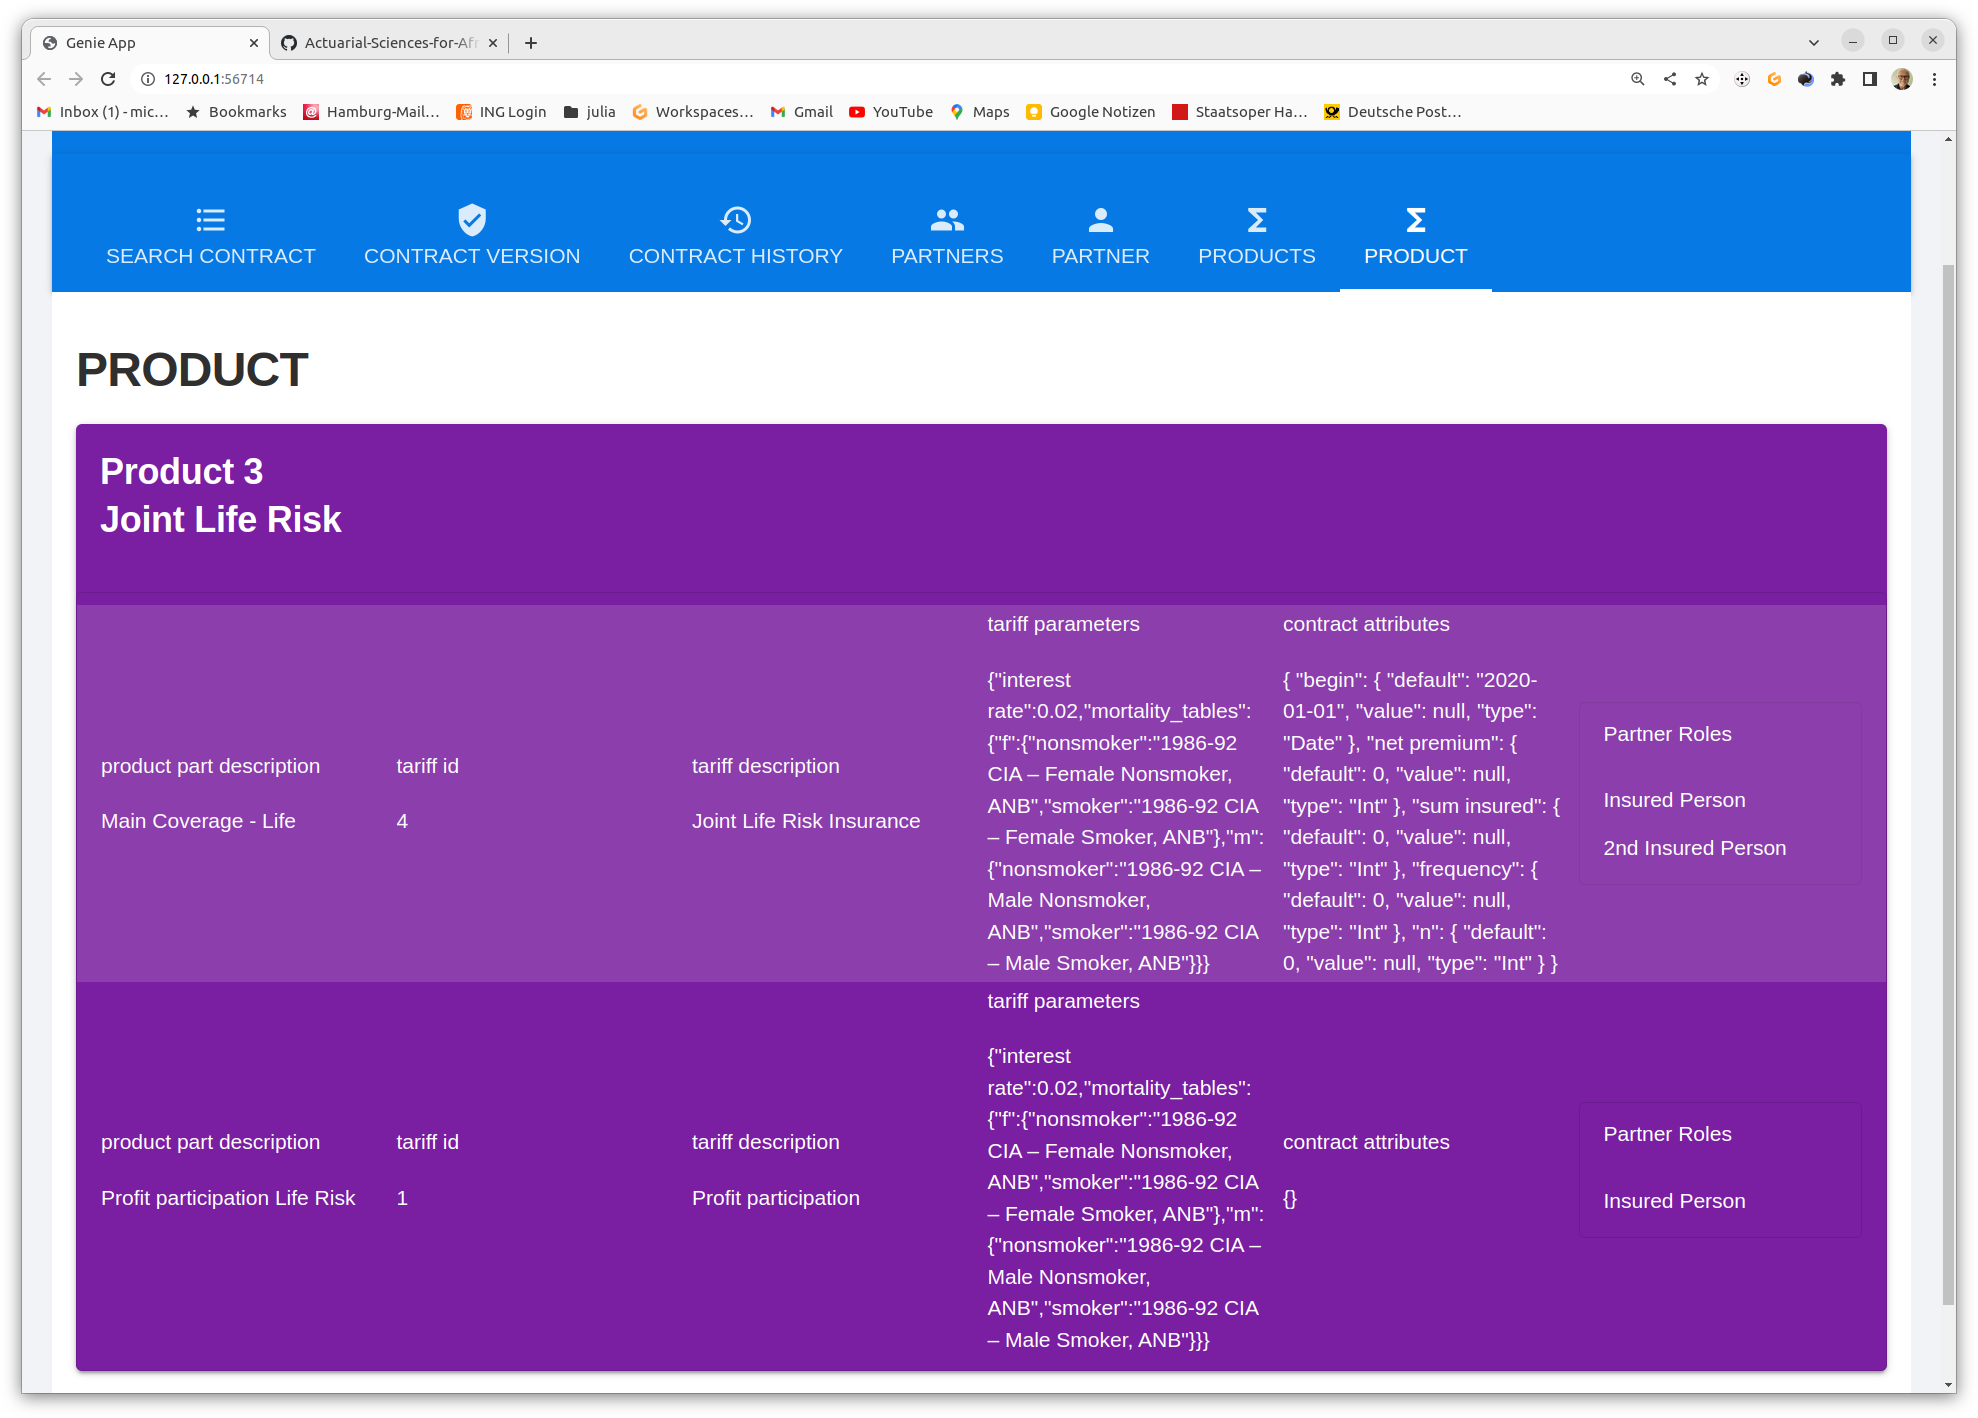 Genie App
Actuarial-Sciences-for-Afr
127.0.0.1:56714
Inbox (1) - mic… Bookmarks Hamburg-Mail… ING Login julia Workspaces… Gmail YouTube Maps Google Notizen Staatsoper Ha… Deutsche Post…
SEARCH CONTRACT CONTRACT VERSION CONTRACT HISTORY PARTNERS PARTNER PRODUCTS PRODUCT
PRODUCT
Product 3
Joint Life Risk
product part description
Main Coverage - Life
tariff id
4
tariff description
Joint Life Risk Insurance
tariff parameters
{"interest
rate":0.02,"mortality_tables":
{"f":{"nonsmoker":"1986-92
CIA – Female Nonsmoker,
ANB","smoker":"1986-92 CIA
– Female Smoker, ANB"},"m":
{"nonsmoker":"1986-92 CIA –
Male Nonsmoker,
ANB","smoker":"1986-92 CIA
– Male Smoker, ANB"}}}
contract attributes
{ "begin": { "default": "2020-
01-01", "value": null, "type":
"Date" }, "net premium": {
"default": 0, "value": null,
"type": "Int" }, "sum insured": {
"default": 0, "value": null,
"type": "Int" }, "frequency": {
"default": 0, "value": null,
"type": "Int" }, "n": { "default":
0, "value": null, "type": "Int" } }
Partner Roles
Insured Person
2nd Insured Person
product part description
Profit participation Life Risk
tariff id
1
tariff description
Profit participation
tariff parameters
{"interest
rate":0.02,"mortality_tables":
{"f":{"nonsmoker":"1986-92
CIA – Female Nonsmoker,
ANB","smoker":"1986-92 CIA
– Female Smoker, ANB"},"m":
{"nonsmoker":"1986-92 CIA –
Male Nonsmoker,
ANB","smoker":"1986-92 CIA
– Male Smoker, ANB"}}}
contract attributes
{}
Partner Roles
Insured Person